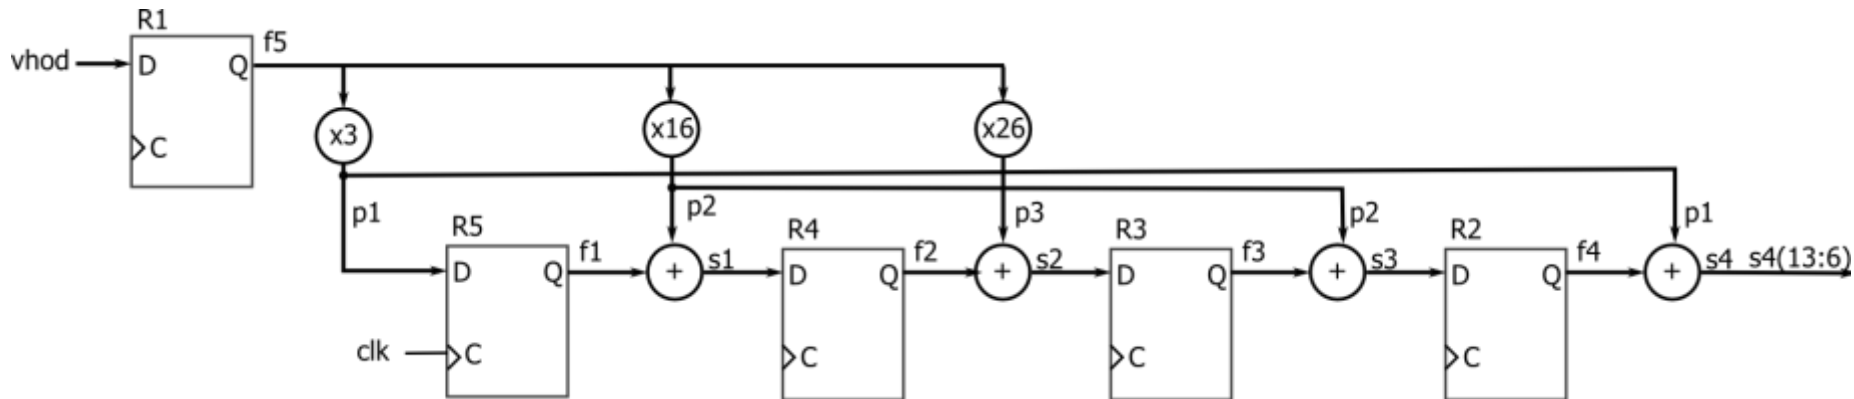 R1
f5
vhod
D
Q
C
x3
x16
x26
p1
p2
p3
p2
p1
R5
R4
R3
R2
D
Q
f1
+
s1
D
Q
f2
+
s2
D
Q
f3
+
s3
D
Q
f4
+
s4
s4(13:6)
clk
C
C
C
C